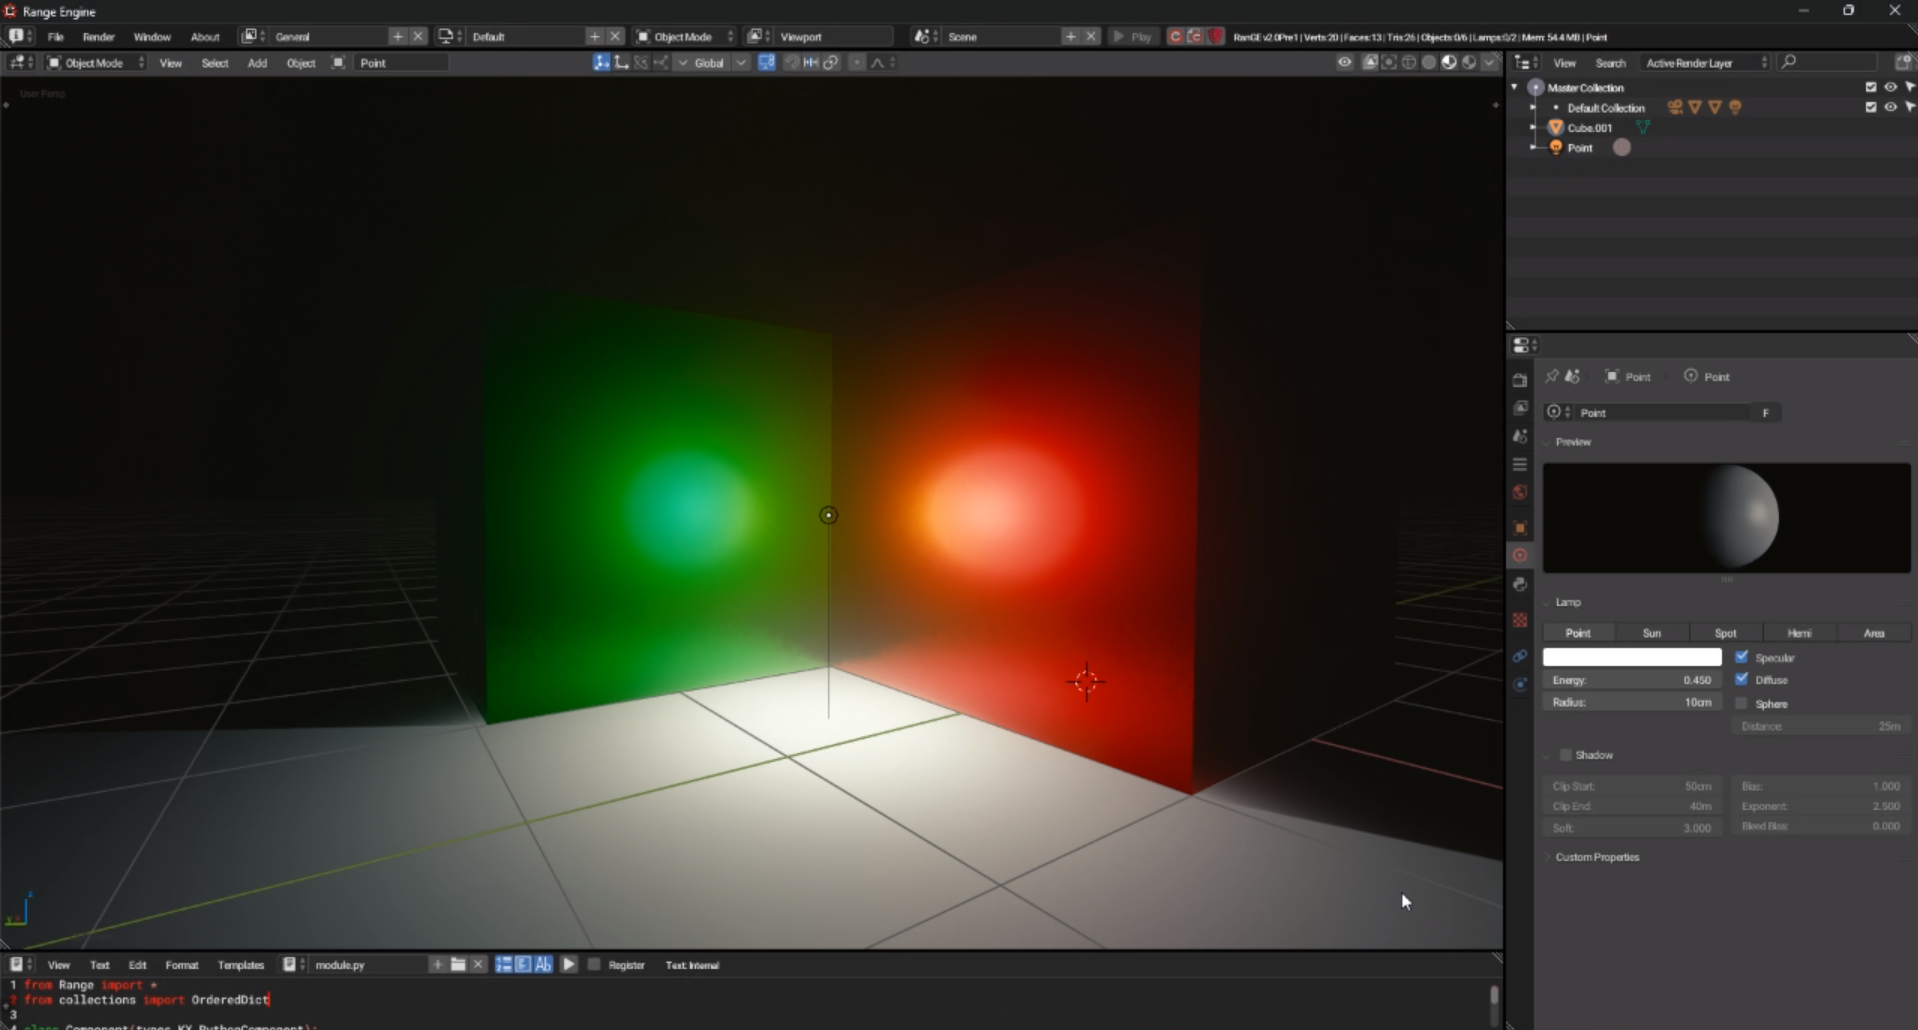 Range Engine
File Render Window About General Default Object Mode Viewport Scene Play RanGE v2.0Pre1 | Verts:20 | Faces:13 | Tris:26 | Objects:0/6 | Lamps:0/2 | Mem: 54.4 MB | Point
Object Mode View Select Add Object Point Global
View Search Active Render Layer
User Persp
Master Collection
Default Collection
Cube.001
Point
Point Point
Point F
Preview
Lamp
Point Sun Spot Hemi Area
Specular
Energy: 0.450 Diffuse
Radius: 10cm Sphere
Distance: 25m
Shadow
Clip Start: 50cm Bias: 1.000
Clip End: 40m Exponent: 2.500
Soft: 3.000 Bleed Bias: 0.000
Custom Properties
z
y
View Text Edit Format Templates module.py Ab Register Text: Internal
1 from Range import *
2 from collections import OrderedDict
3
4 class Component(types.KX_PythonComponent):